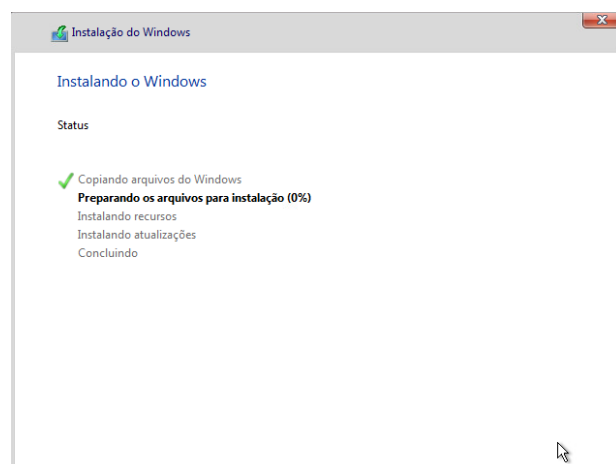 Instalação do Windows
Instalando o Windows
Status
Copiando arquivos do Windows
Preparando os arquivos para instalação (0%)
Instalando recursos
Instalando atualizações
Concluindo